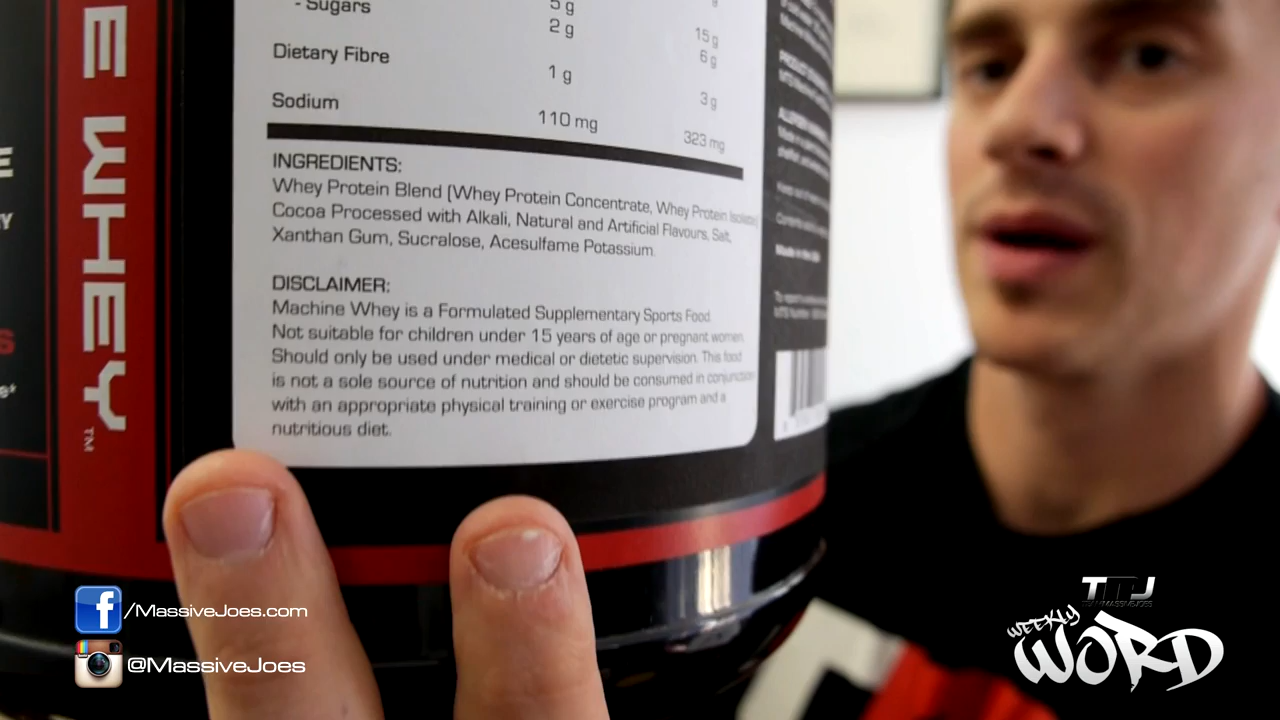 E WHEY™
- Sugars
5 g
2 g
15 g
6 g
Dietary Fibre
1 g
3 g
Sodium
110 mg
323 mg
INGREDIENTS:
Whey Protein Blend (Whey Protein Concentrate, Whey Protein Isolate)
Cocoa Processed with Alkali, Natural and Artificial Flavours, Salt,
Xanthan Gum, Sucralose, Acesulfame Potassium.
DISCLAIMER:
Machine Whey is a Formulated Supplementary Sports Food.
Not suitable for children under 15 years of age or pregnant women.
Should only be used under medical or dietetic supervision. This food
is not a sole source of nutrition and should be consumed in conjunction
with an appropriate physical training or exercise program and a
nutritious diet.
Made in the
/MassiveJoes.com
@MassiveJoes
TMJ
TEAMMASSIVEJOES
WEEKLY
WORD